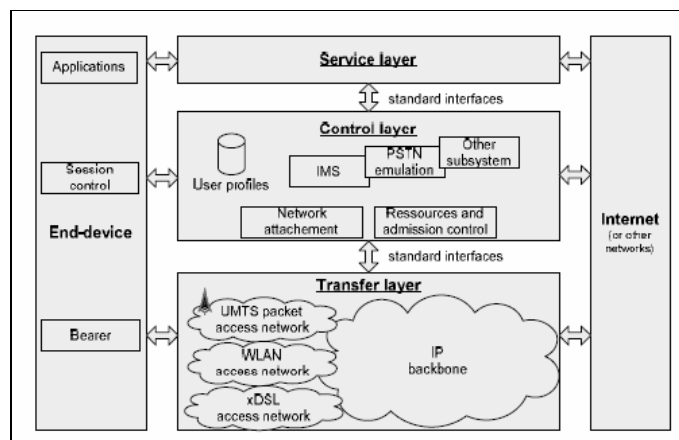 Service layer
Applications
standard interfaces
Control layer
User profiles
IMS
PSTN
emulation
Other
subsystem
Session
control
Network
attachement
Ressources and
admission control
End-device
Internet
(or other
networks)
standard interfaces
Transfer layer
UMTS packet
access network
WLAN
access network
xDSL
access network
IP
backbone
Bearer